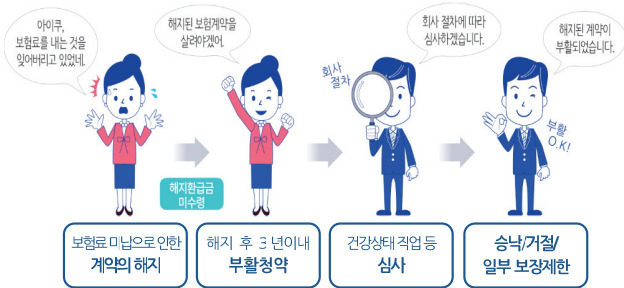 아이쿠,
보험료를 내는 것을
잊어버리고 있었네.
해지된 보험계약을
살려야겠어.
회사 절차에 따라
심사하겠습니다.
해지된 계약이
부활되었습니다.
회사
절차
부활
O.K!
해지환급금
미수령
보험료 미납으로 인한
계약의 해지
해지 후 3년이내
부활청약
건강상태 직업 등
심사
승낙/거절/
일부 보장제한